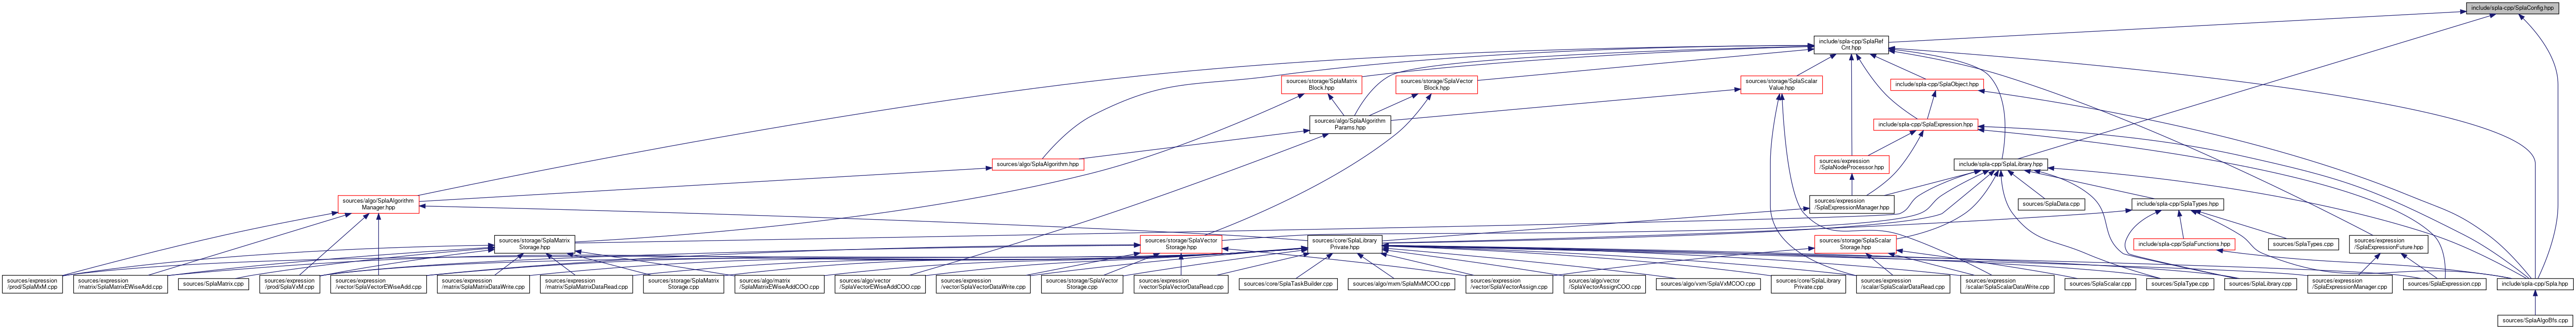 include/spla-cpp/SplaConfig.hpp
include/spla-cpp/SplaRef
Cnt.hpp
sources/storage/SplaMatrix
Block.hpp
sources/storage/SplaVector
Block.hpp
sources/storage/SplaScalar
Value.hpp
include/spla-cpp/SplaObject.hpp
sources/algo/SplaAlgorithm
Params.hpp
include/spla-cpp/SplaExpression.hpp
sources/algo/SplaAlgorithm.hpp
sources/expression
/SplaNodeProcessor.hpp
include/spla-cpp/SplaLibrary.hpp
sources/algo/SplaAlgorithm
Manager.hpp
sources/expression
/SplaExpressionManager.hpp
sources/SplaData.cpp
include/spla-cpp/SplaTypes.hpp
sources/storage/SplaMatrix
Storage.hpp
sources/core/SplaLibrary
Private.hpp
sources/storage/SplaVector
Storage.hpp
sources/storage/SplaScalar
Storage.hpp
include/spla-cpp/SplaFunctions.hpp
sources/SplaTypes.cpp
sources/expression
/SplaExpressionFuture.hpp
sources/expression
/prod/SplaMxM.cpp
sources/expression
/matrix/SplaMatrixEWiseAdd.cpp
sources/SplaMatrix.cpp
sources/expression
/prod/SplaVxM.cpp
sources/expression
/vector/SplaVectorEWiseAdd.cpp
sources/expression
/matrix/SplaMatrixDataWrite.cpp
sources/expression
/matrix/SplaMatrixDataRead.cpp
sources/storage/SplaMatrix
Storage.cpp
sources/algo/matrix
/SplaMatrixEWiseAddCOO.cpp
sources/algo/vector
/SplaVectorEWiseAddCOO.cpp
sources/expression
/vector/SplaVectorDataWrite.cpp
sources/storage/SplaVector
Storage.cpp
sources/expression
/vector/SplaVectorDataRead.cpp
sources/core/SplaTaskBuilder.cpp
sources/algo/mxm/SplaMxMCOO.cpp
sources/expression
/vector/SplaVectorAssign.cpp
sources/algo/vector
/SplaVectorAssignCOO.cpp
sources/algo/vxm/SplaVxMCOO.cpp
sources/core/SplaLibrary
Private.cpp
sources/expression
/scalar/SplaScalarDataRead.cpp
sources/expression
/scalar/SplaScalarDataWrite.cpp
sources/SplaScalar.cpp
sources/SplaType.cpp
sources/SplaLibrary.cpp
sources/expression
/SplaExpressionManager.cpp
sources/SplaExpression.cpp
include/spla-cpp/Spla.hpp
sources/SplaAlgoBfs.cpp